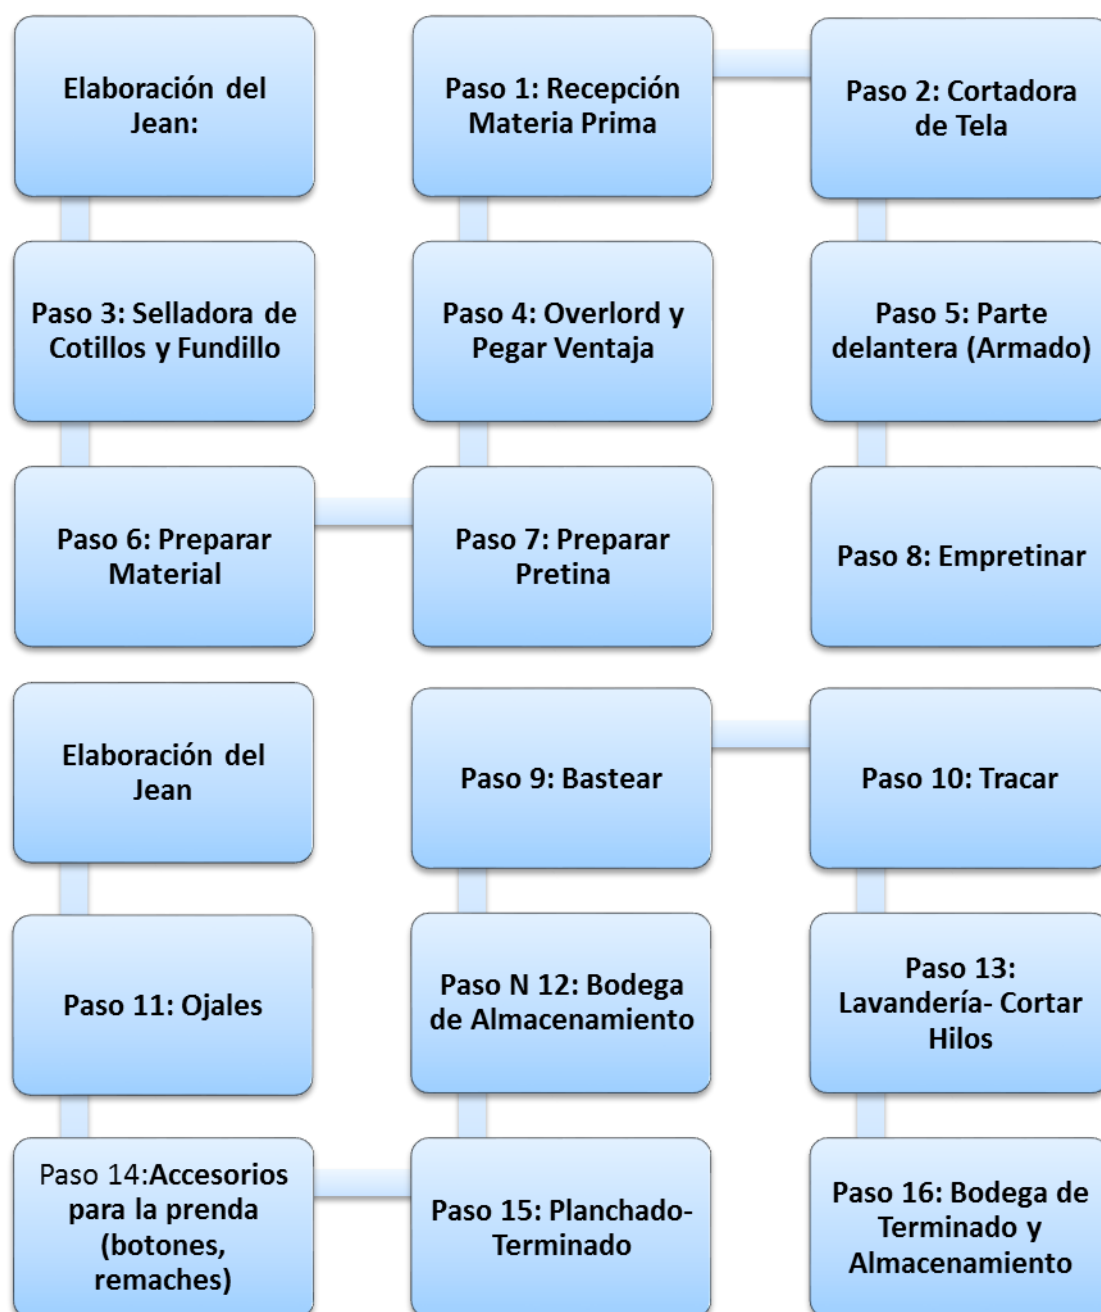 Elaboración del
Jean:
Paso 1: Recepción
Materia Prima
Paso 2: Cortadora
de Tela
Paso 3: Selladora de
Cotillos y Fundillo
Paso 4: Overlord y
Pegar Ventaja
Paso 5: Parte
delantera (Armado)
Paso 6: Preparar
Material
Paso 7: Preparar
Pretina
Paso 8: Empretinar
Elaboración del
Jean
Paso 9: Bastear
Paso 10: Tracar
Paso 11: Ojales
Paso N 12: Bodega
de Almacenamiento
Paso 13:
Lavandería- Cortar
Hilos
Paso 14:Accesorios
para la prenda
(botones,
remaches)
Paso 15: Planchado-
Terminado
Paso 16: Bodega de
Terminado y
Almacenamiento